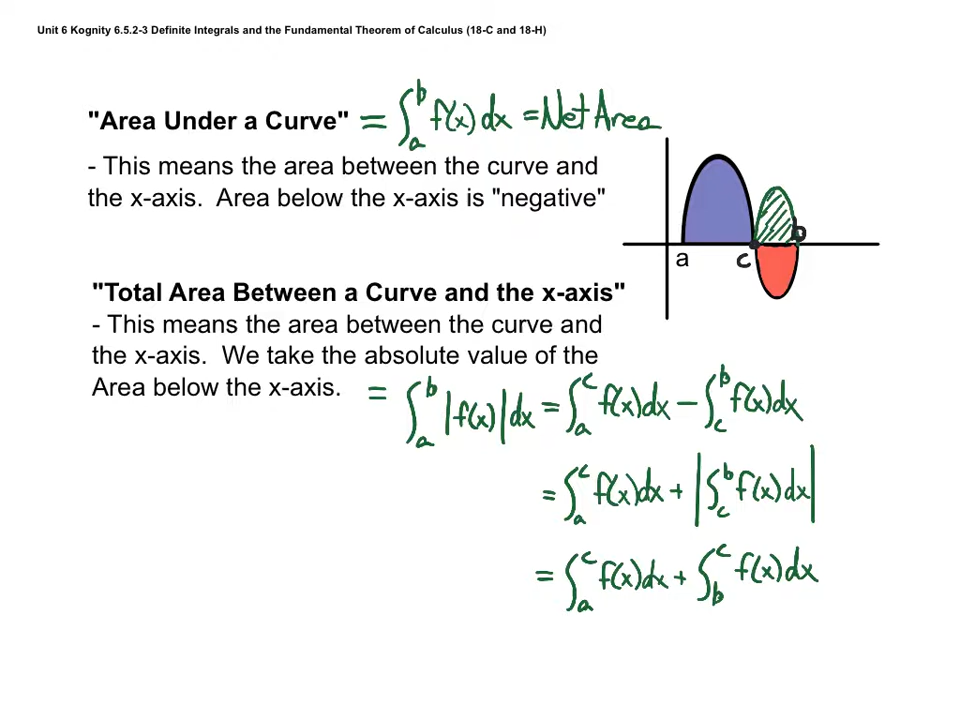 Unit 6 Kognity 6.5.2-3 Definite Integrals and the Fundamental Theorem of Calculus (18-C and 18-H)
"Area Under a Curve" = ∫_a^b f(x) dx = Net Area
- This means the area between the curve and
the x-axis.  Area below the x-axis is "negative"
a c b
"Total Area Between a Curve and the x-axis"
- This means the area between the curve and
the x-axis.  We take the absolute value of the
Area below the x-axis. = ∫_a^b |f(x)| dx = ∫_a^c f(x)dx − ∫_c^b f(x)dx
= ∫_a^c f(x)dx + |∫_c^b f(x)dx|
= ∫_a^c f(x)dx + ∫_b^c f(x)dx